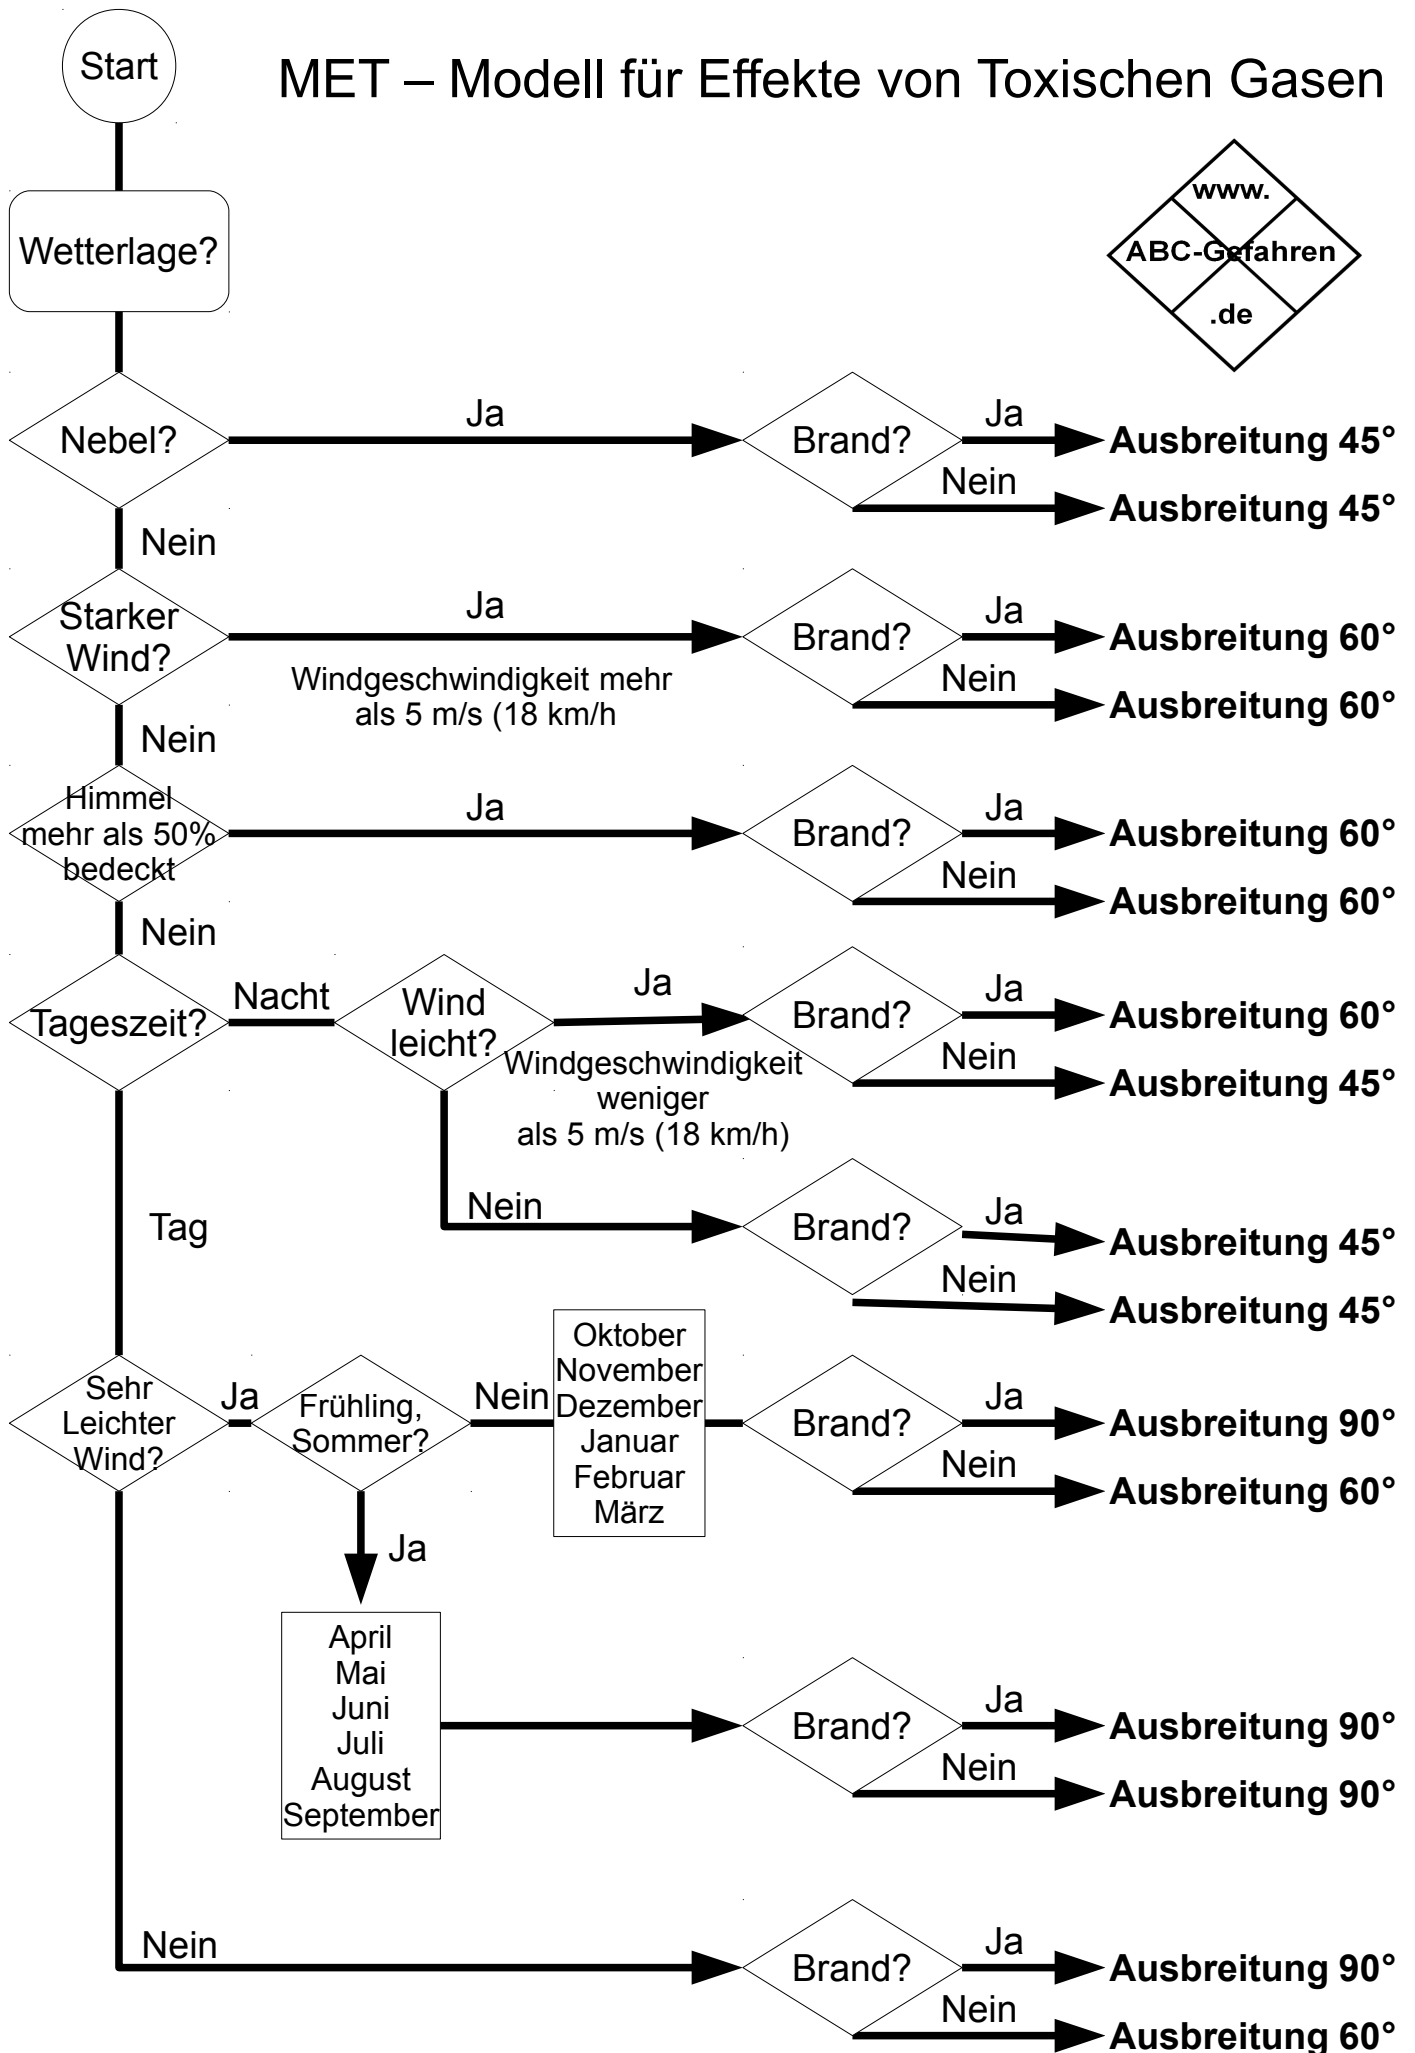 Start
MET – Modell für Effekte von Toxischen Gasen
www.
ABC-Gefahren
.de
Wetterlage?
Nebel?
Ja
Brand?
Ja
Ausbreitung 45°
Nein
Ausbreitung 45°
Nein
Starker
Wind?
Ja
Windgeschwindigkeit mehr
als 5 m/s (18 km/h
Brand?
Ja
Ausbreitung 60°
Nein
Ausbreitung 60°
Nein
Himmel
mehr als 50%
bedeckt
Ja
Brand?
Ja
Ausbreitung 60°
Nein
Ausbreitung 60°
Nein
Tageszeit?
Nacht
Wind
leicht?
Ja
Windgeschwindigkeit
weniger
als 5 m/s (18 km/h)
Brand?
Ja
Ausbreitung 60°
Nein
Ausbreitung 45°
Nein
Brand?
Ja
Ausbreitung 45°
Nein
Ausbreitung 45°
Tag
Sehr
Leichter
Wind?
Ja
Frühling,
Sommer?
Nein
Oktober
November
Dezember
Januar
Februar
März
Brand?
Ja
Ausbreitung 90°
Nein
Ausbreitung 60°
Ja
April
Mai
Juni
Juli
August
September
Brand?
Ja
Ausbreitung 90°
Nein
Ausbreitung 90°
Nein
Brand?
Ja
Ausbreitung 90°
Nein
Ausbreitung 60°